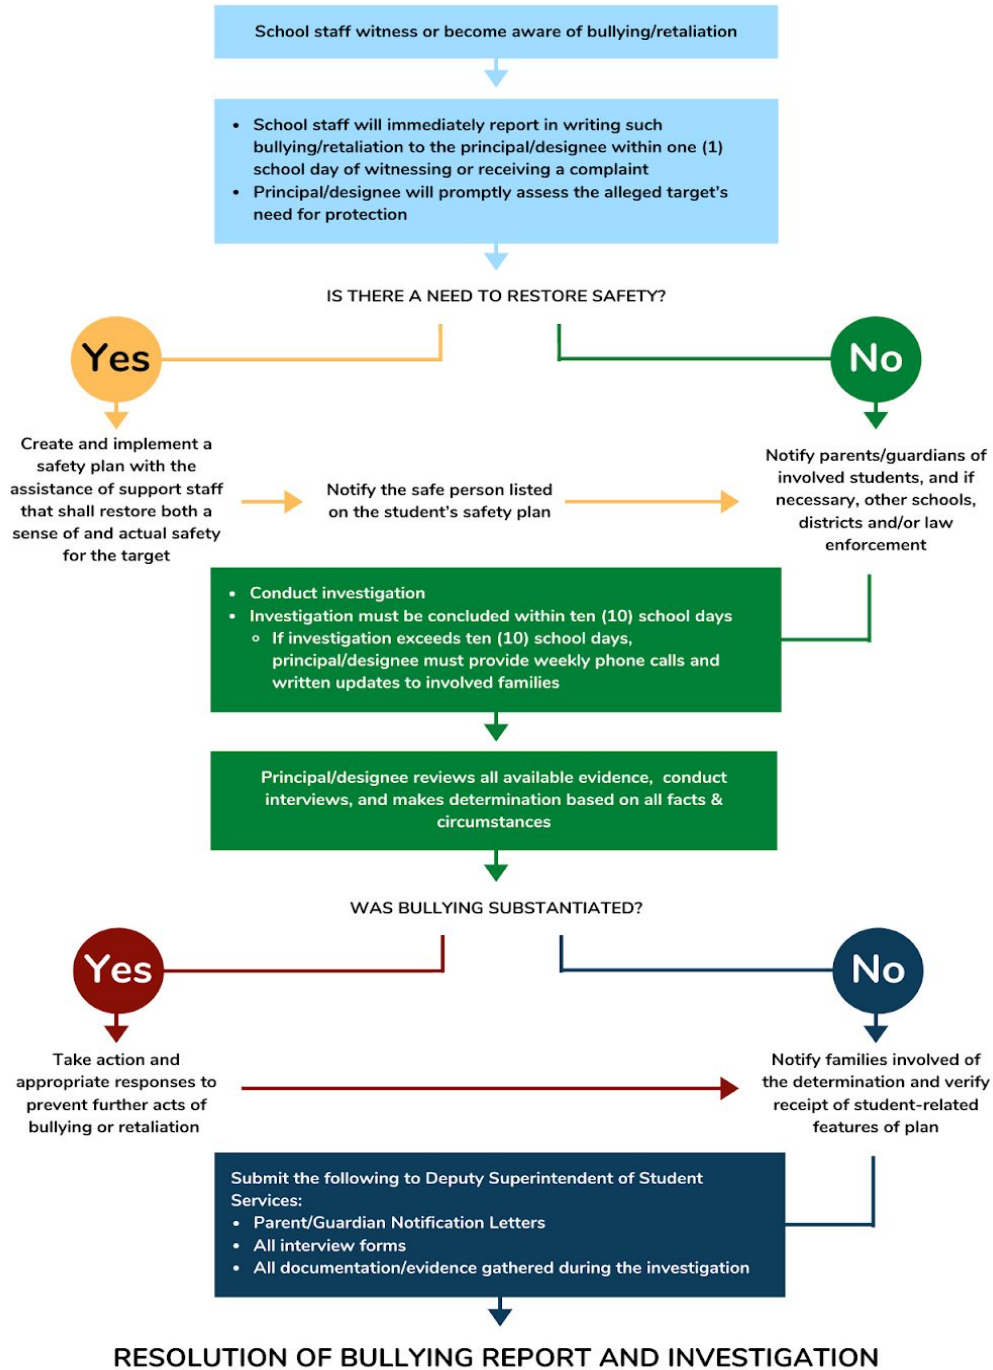 School staff witness or become aware of bullying/retaliation
• School staff will immediately report in writing such
bullying/retaliation to the principal/designee within one (1)
school day of witnessing or receiving a complaint
• Principal/designee will promptly assess the alleged target's
need for protection
IS THERE A NEED TO RESTORE SAFETY?
Yes
No
Create and implement a
safety plan with the
assistance of support staff
that shall restore both a
sense of and actual safety
for the target
Notify the safe person listed
on the student's safety plan
Notify parents/guardians of
involved students, and if
necessary, other schools,
districts and/or law
enforcement
• Conduct investigation
• Investigation must be concluded within ten (10) school days
◦ If investigation exceeds ten (10) school days,
principal/designee must provide weekly phone calls and
written updates to involved families
Principal/designee reviews all available evidence, conduct
interviews, and makes determination based on all facts &
circumstances
WAS BULLYING SUBSTANTIATED?
Yes
No
Take action and
appropriate responses to
prevent further acts of
bullying or retaliation
Notify families involved of
the determination and verify
receipt of student-related
features of plan
Submit the following to Deputy Superintendent of Student
Services:
• Parent/Guardian Notification Letters
• All interview forms
• All documentation/evidence gathered during the investigation
RESOLUTION OF BULLYING REPORT AND INVESTIGATION